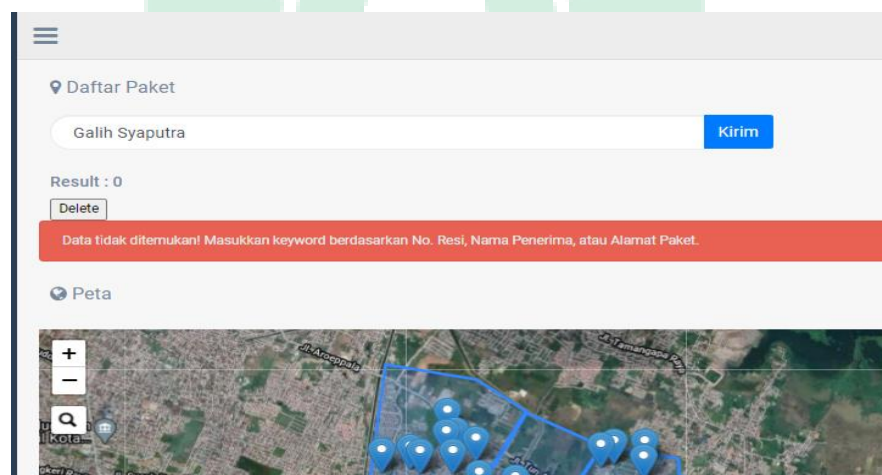 Daftar Paket
Galih Syaputra
Kirim
Result : 0
Delete
Data tidak ditemukan! Masukkan keyword berdasarkan No. Resi, Nama Penerima, atau Alamat Paket.
Peta
+
−
Jl-Aroeppala
Jl. Tamangapa Raya
Kota